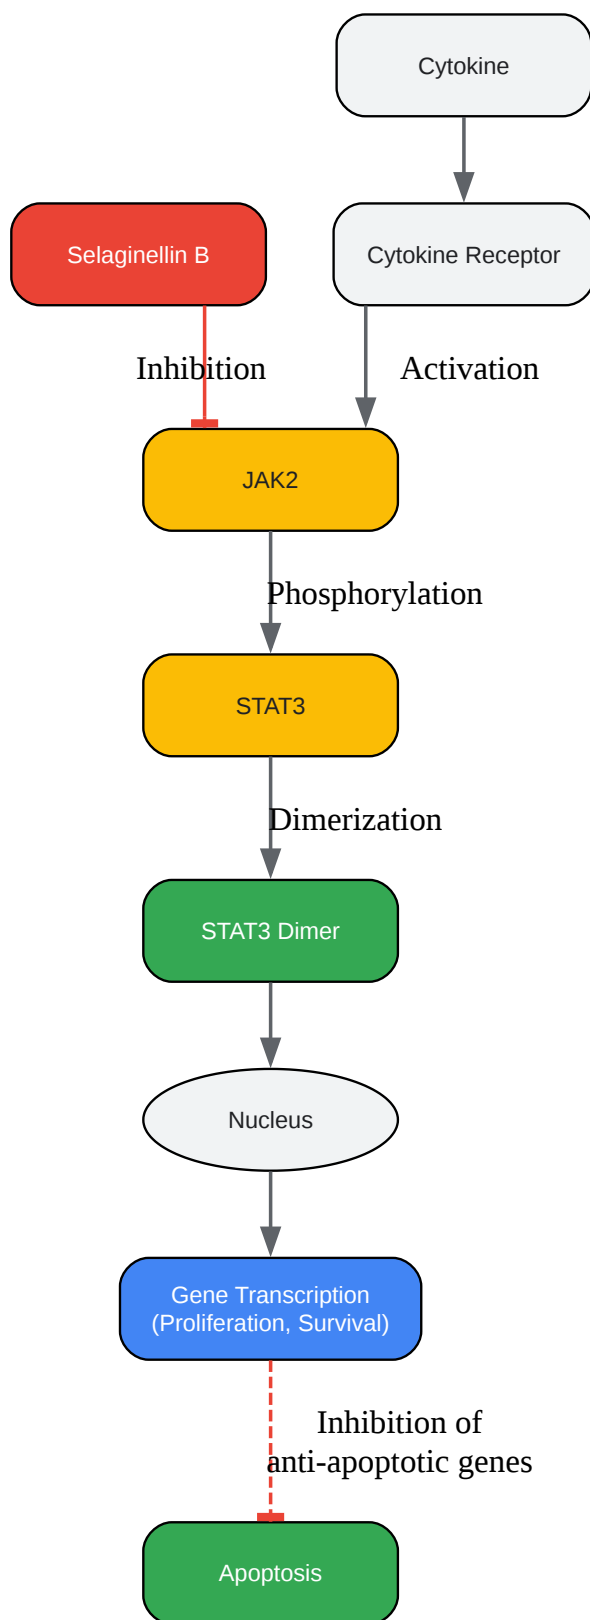 Cytokine
Selaginellin B
Cytokine Receptor
Inhibition
Activation
JAK2
Phosphorylation
STAT3
Dimerization
STAT3 Dimer
Nucleus
Gene Transcription
(Proliferation, Survival)
Inhibition of
anti-apoptotic genes
Apoptosis